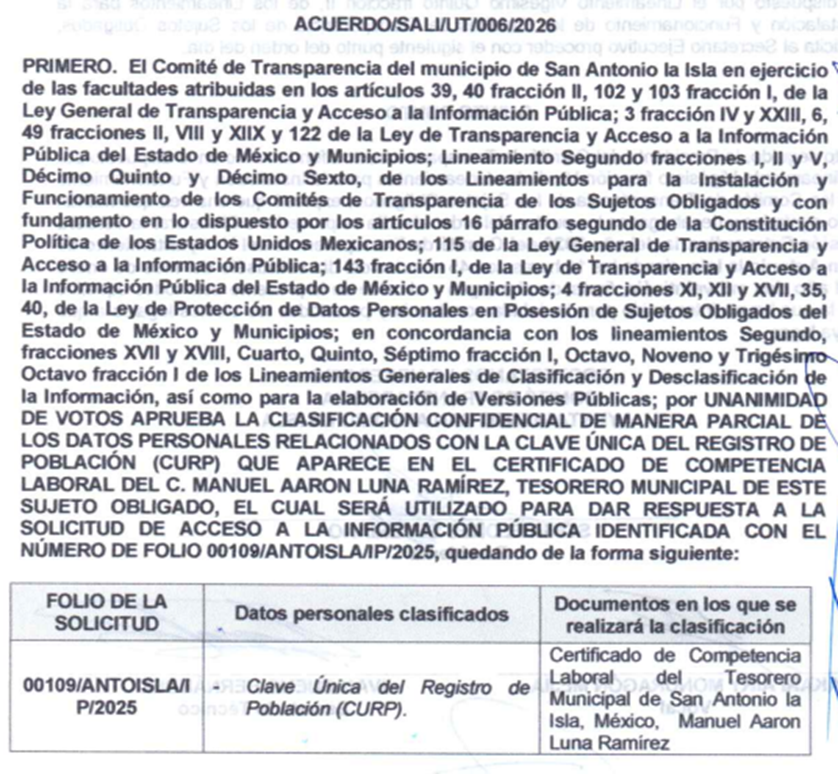 ACUERDO/SALI/UT/006/2026
PRIMERO. El Comité de Transparencia del municipio de San Antonio la Isla en ejercicio
de las facultades atribuidas en los artículos 39, 40 fracción II, 102 y 103 fracción I, de la
Ley General de Transparencia y Acceso a la Información Pública; 3 fracción IV y XXIII, 6,
49 fracciones II, VIII y XIIX y 122 de la Ley de Transparencia y Acceso a la Información
Pública del Estado de México y Municipios; Lineamiento Segundo fracciones I, II y V,
Décimo Quinto y Décimo Sexto, de los Lineamientos para la Instalación y
Funcionamiento de los Comités de Transparencia de los Sujetos Obligados y con
fundamento en lo dispuesto por los artículos 16 párrafo segundo de la Constitución
Política de los Estados Unidos Mexicano; 115 de la Ley General de Transparencia y
Acceso a la Información Pública; 143 fracción I, de la Ley de Transparencia y Acceso a
la Información Pública del Estado de México y Municipios; 4 fracciones XI, XII y XVII, 35,
40, de la Ley de Protección de Datos Personales en Posesión de Sujetos Obligados del
Estado de México y Municipios; en concordancia con los lineamientos Segundo,
fracciones XVII y XVIII, Cuarto, Quinto, Séptimo fracción I, Octavo, Noveno y Trigésimo
Octavo fracción I de los Lineamientos Generales de Clasificación y Desclasificación de
la Información, así como para la elaboración de Versiones Públicas; por UNANIMIDAD
DE VOTOS APRUEBA LA CLASIFICACIÓN CONFIDENCIAL DE MANERA PARCIAL DE
LOS DATOS PERSONALES RELACIONADOS CON LA CLAVE ÚNICA DEL REGISTRO DE
POBLACIÓN (CURP) QUE APARECE EN EL CERTIFICADO DE COMPETENCIA
LABORAL DEL C. MANUEL AARON LUNA RAMÍREZ, TESORERO MUNICIPAL DE ESTE
SUJETO OBLIGADO, EL CUAL SERÁ UTILIZADO PARA DAR RESPUESTA A LA
SOLICITUD DE ACCESO A LA INFORMACIÓN PÚBLICA IDENTIFICADA CON EL
NÚMERO DE FOLIO 00109/ANTOISLA/IP/2025, quedando de la forma siguiente:
FOLIO DE LA
SOLICITUD
Datos personales clasificados
Documentos en los que se
realizará la clasificación
00109/ANTOISLA/I
P/2025
- Clave Única del Registro de
Población (CURP).
Certificado de Competencia
Laboral del Tesorero
Municipal de San Antonio la
Isla, México, Manuel Aaron
Luna Ramírez